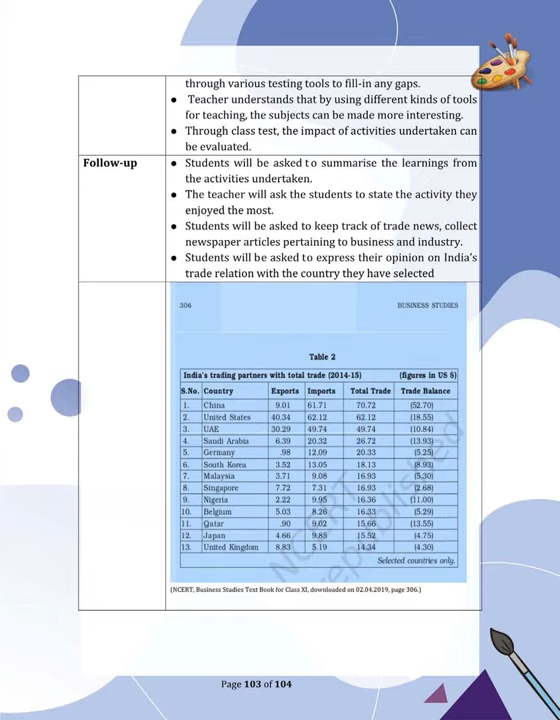 through various testing tools to fill-in any gaps.
● Teacher understands that by using different kinds of tools
for teaching, the subjects can be made more interesting.
● Through class test, the impact of activities undertaken can
be evaluated.
Follow-up
● Students will be asked to summarise the learnings from
the activities undertaken.
● The teacher will ask the students to state the activity they
enjoyed the most.
● Students will be asked to keep track of trade news, collect
newspaper articles pertaining to business and industry.
● Students will be asked to express their opinion on India's
trade relation with the country they have selected
306 BUSINESS STUDIES
Table 2
India's trading partners with total trade (2014-15) (figures in US $)
S.No. Country Exports Imports Total Trade Trade Balance
1. China 9.01 61.71 70.72 (52.70)
2. United States 40.34 62.12 62.12 (18.55)
3. UAE 30.29 49.74 49.74 (10.84)
4. Saudi Arabia 6.39 20.32 26.72 (13.93)
5. Germany .98 12.09 20.33 (5.25)
6. South Korea 3.52 13.05 18.13 (8.93)
7. Malaysia 3.71 9.08 16.93 (5.30)
8. Singapore 7.72 7.31 16.93 (2.68)
9. Nigeria 2.22 9.95 16.36 (11.00)
10. Belgium 5.03 8.26 16.33 (5.29)
11. Qatar .90 9.02 15.66 (13.55)
12. Japan 4.66 9.85 15.52 (4.75)
13. United Kingdom 8.83 5.19 14.34 (4.30)
Selected countries only.
NCERT
republished
(NCERT, Business Studies Text Book for Class XI, downloaded on 02.04.2019, page 306.)
Page 103 of 104